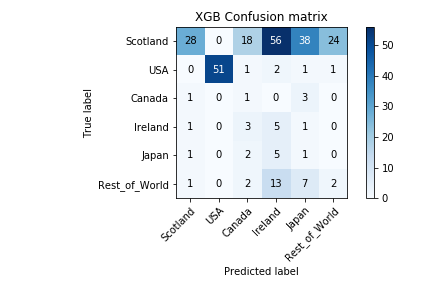 XGB Confusion matrix
Scotland 28 0 18 56 38 24
USA 0 51 1 2 1 1
Canada 1 0 1 0 3 0
Ireland 1 0 3 5 1 0
Japan 1 0 2 5 1 0
Rest_of_World 1 0 2 13 7 2
True label
Scotland USA Canada Ireland Japan Rest_of_World
Predicted label
50
40
30
20
10
0